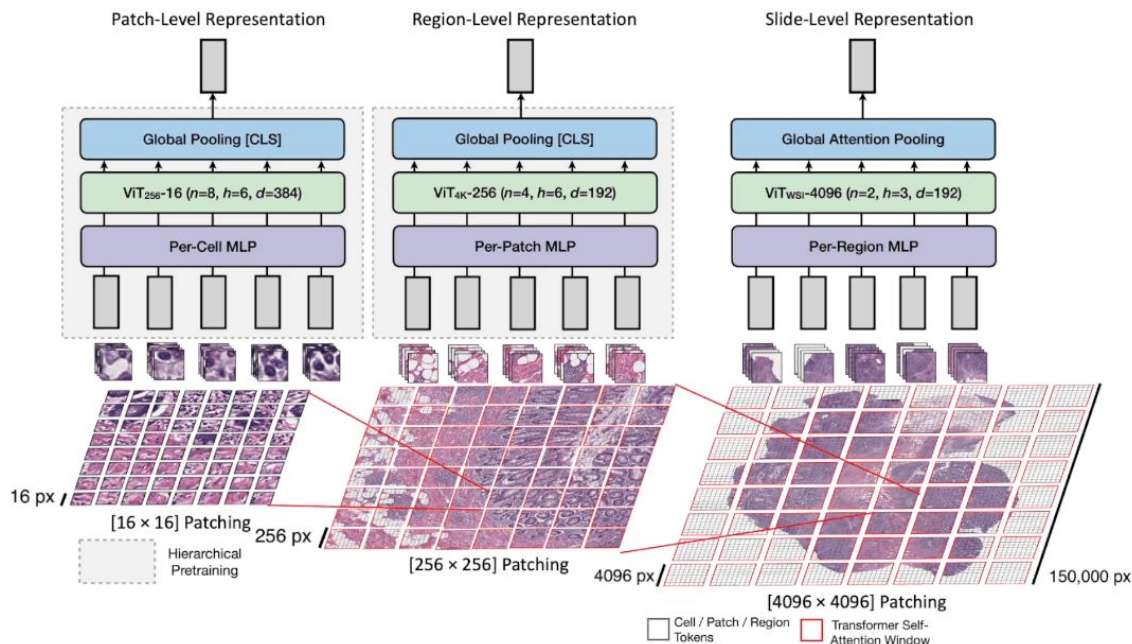 Patch-Level Representation
Region-Level Representation
Slide-Level Representation
Global Pooling [CLS]
Global Pooling [CLS]
Global Attention Pooling
ViT256-16 (n=8, h=6, d=384)
ViT4K-256 (n=4, h=6, d=192)
ViTWSI-4096 (n=2, h=3, d=192)
Per-Cell MLP
Per-Patch MLP
Per-Region MLP
16 px
[16 × 16] Patching
256 px
[256 × 256] Patching
4096 px
[4096 × 4096] Patching
150,000 px
Hierarchical
Pretraining
Cell / Patch / Region
Tokens
Transformer Self-
Attention Window